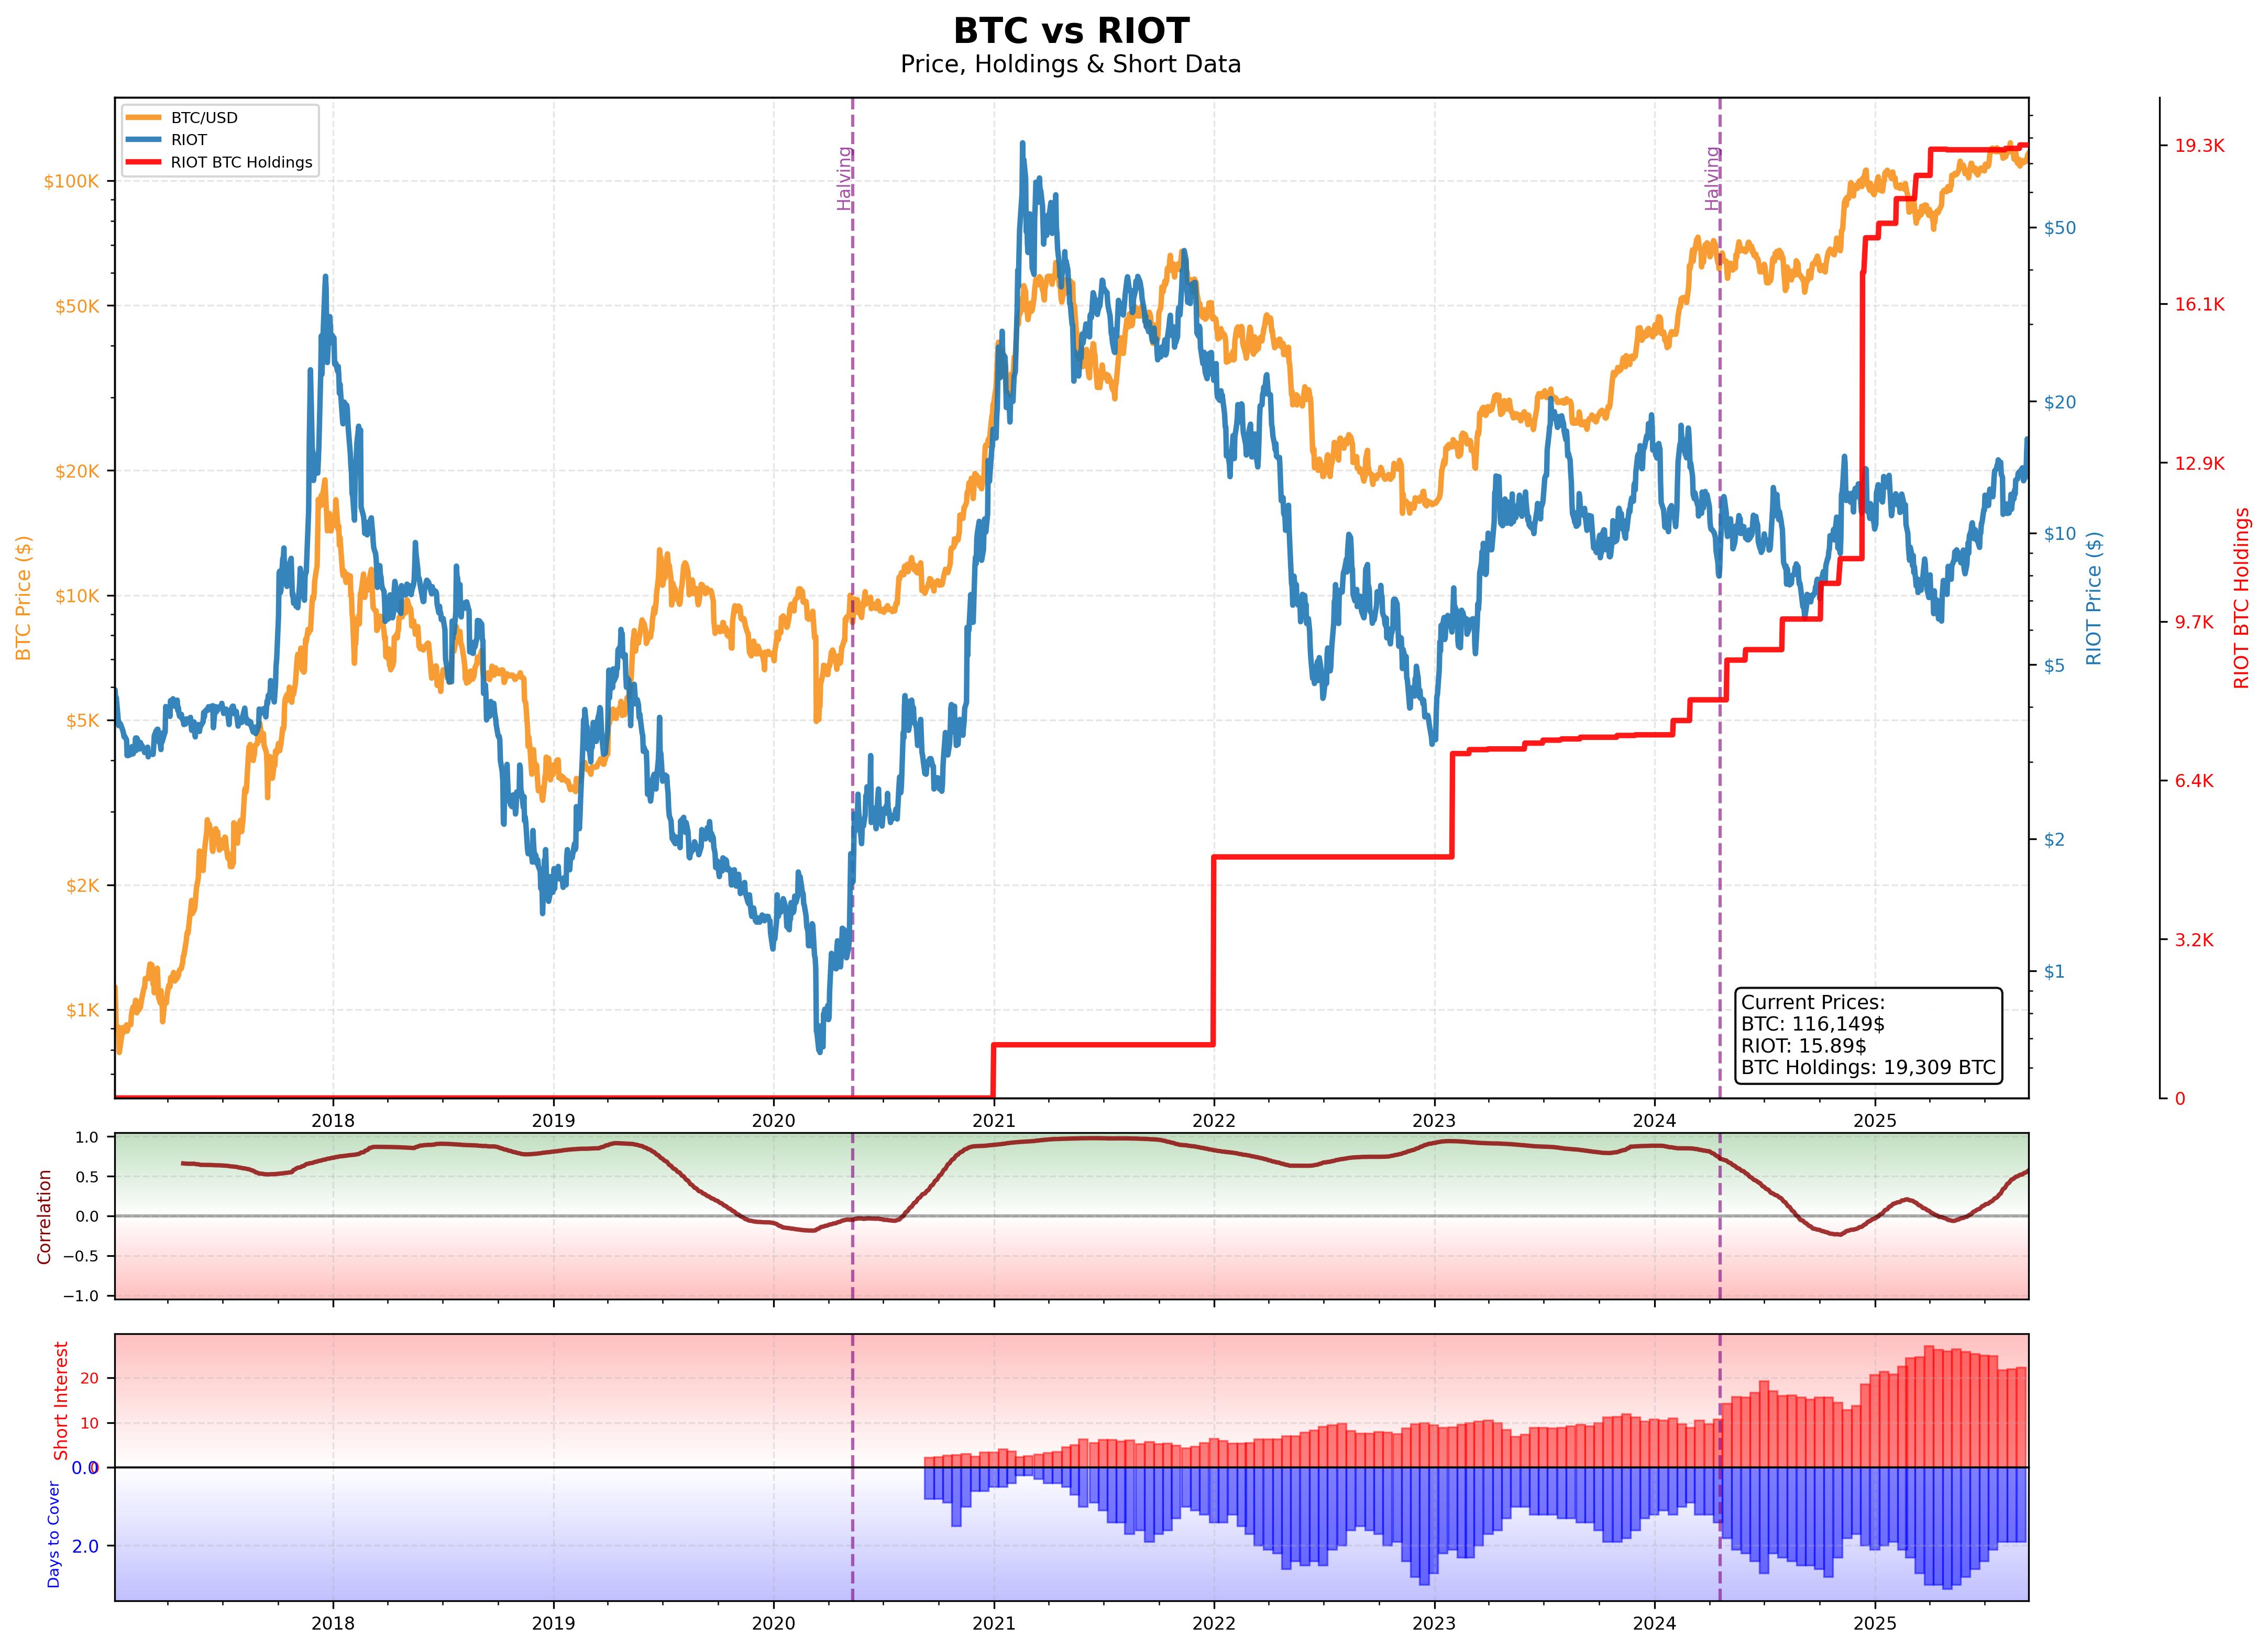 BTC vs RIOT
Price, Holdings & Short Data
BTC/USD
RIOT
RIOT BTC Holdings
Halving
Halving
BTC Price ($)
$100K
$50K
$20K
$10K
$5K
$2K
$1K
RIOT Price ($)
$50
$20
$10
$5
$2
$1
RIOT BTC Holdings
19.3K
16.1K
12.9K
9.7K
6.4K
3.2K
0
Current Prices:
BTC: 116,149$
RIOT: 15.89$
BTC Holdings: 19,309 BTC
2018 2019 2020 2021 2022 2023 2024 2025
Correlation
1.0
0.5
0.0
−0.5
−1.0
Short Interest
20
10
0
Days to Cover
0.0
2.0
2018 2019 2020 2021 2022 2023 2024 2025